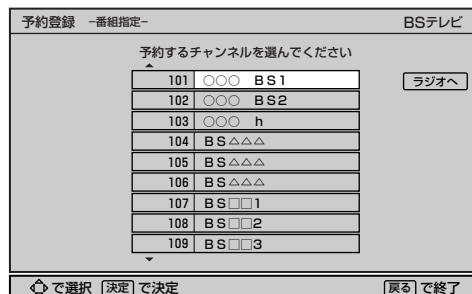 予約登録 -番組指定- BSテレビ
予約するチャンネルを選んでください
101 ○○○ BS1 ラジオへ
102 ○○○ BS2
103 ○○○ h
104 BS△△△
105 BS△△△
106 BS△△△
107 BS□□1
108 BS□□2
109 BS□□3
で選択 決定 で決定 戻る で終了